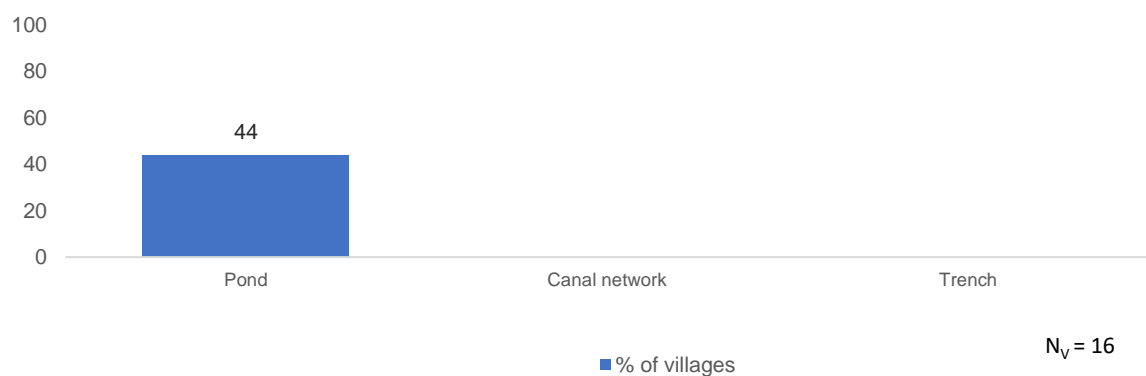 100
80
60
40
20
0
44
Pond Canal network Trench
% of villages
Nᵥ = 16